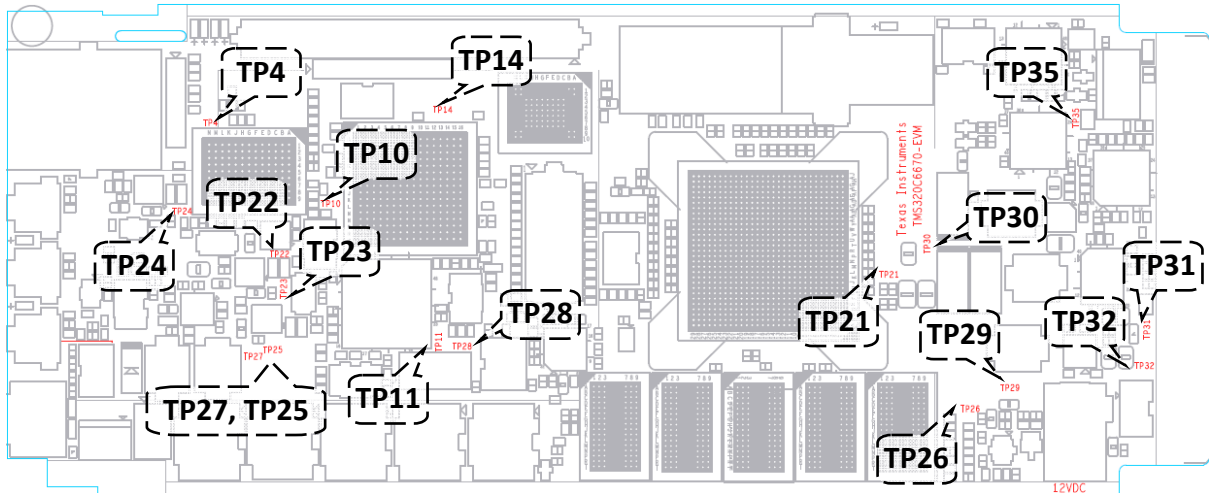 TP4
TP14
TP35
TP4
TP14
TP35
TP10
TP10
TP22
TP24
TP22
TP24
TP23
TP23
Texas Instruments
TMS320C6670-EVM
TP30
TP30
TP31
TP31
TP21
TP21
TP28
TP28
TP11
TP11
TP29
TP29
TP32
TP32
TP27
TP25
TP27, TP25
TP26
TP26
12VDC